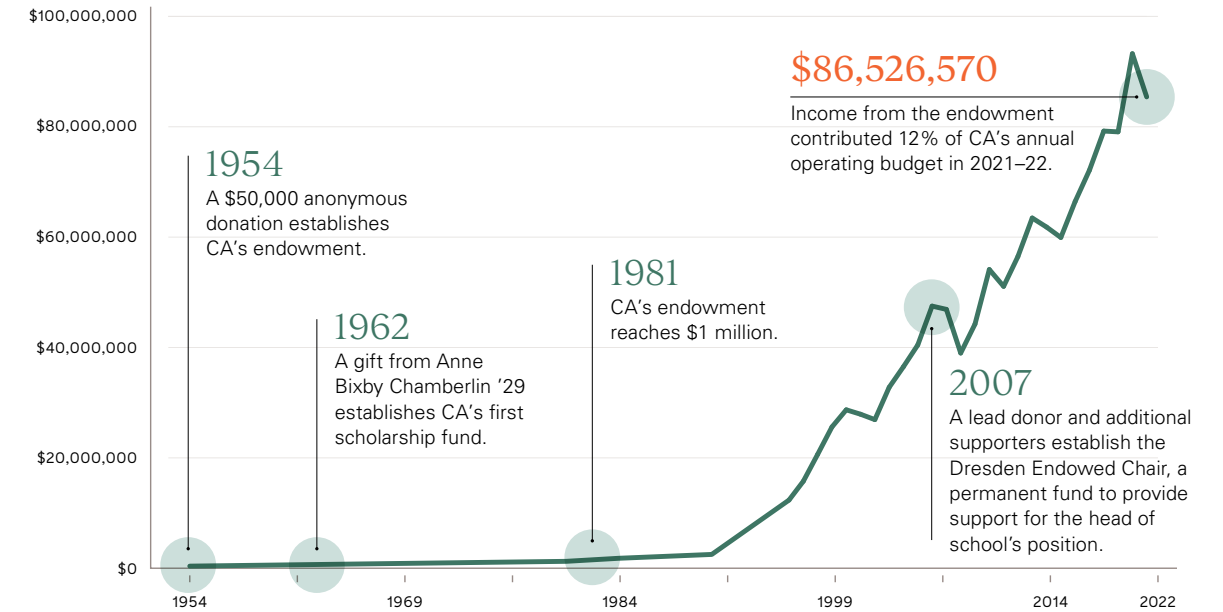 $100,000,000
$80,000,000
$60,000,000
$40,000,000
$20,000,000
$0
1954
A $50,000 anonymous
donation establishes
CA’s endowment.
1962
A gift from Anne
Bixby Chamberlin ’29
establishes CA’s first
scholarship fund.
1981
CA’s endowment
reaches $1 million.
$86,526,570
Income from the endowment
contributed 12% of CA’s annual
operating budget in 2021–22.
2007
A lead donor and additional
supporters establish the
Dresden Endowed Chair, a
permanent fund to provide
support for the head of
school’s position.
1954 1969 1984 1999 2014 2022